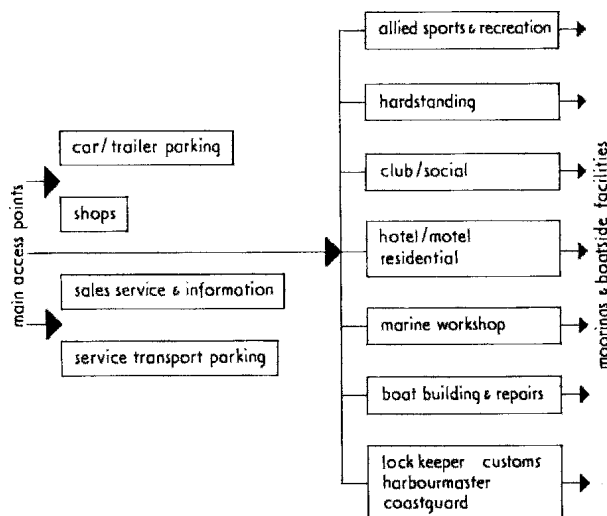 main access points
car/trailer parking
shops
sales service & information
service transport parking
allied sports & recreation
hardstanding
club/social
hotel/motel
residential
marine workshop
boat building & repairs
lock keeper customs
harbourmaster
coastguard
moorings & boatside facilities